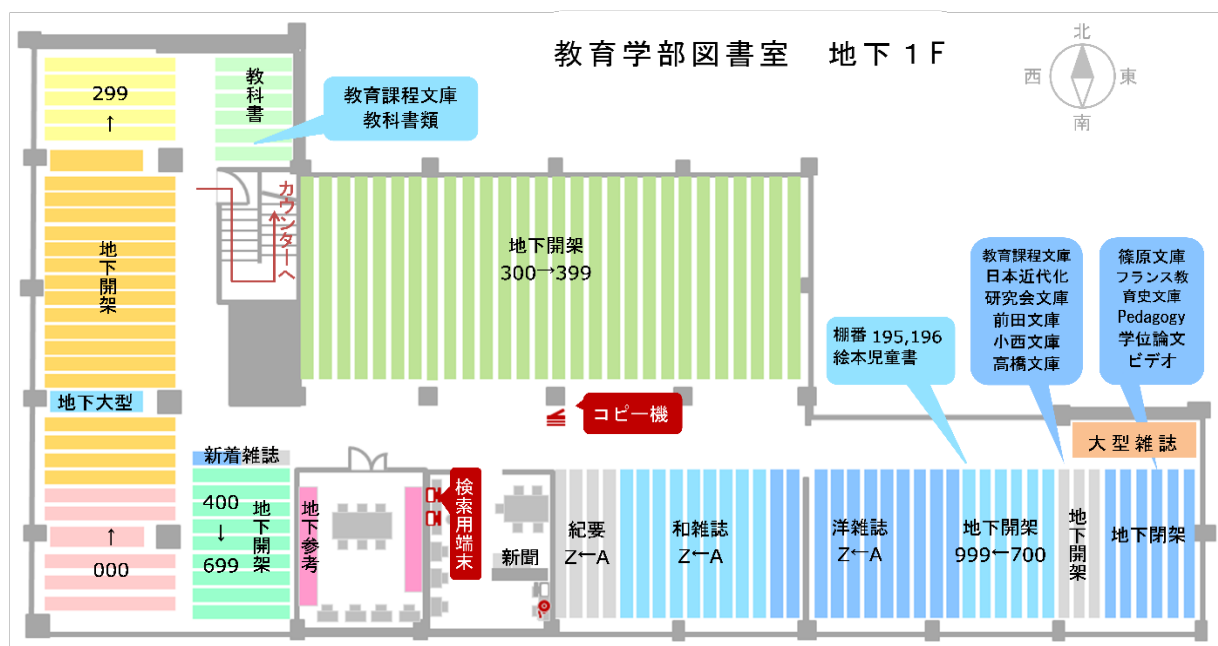 教育学部図書室 地下1F
北
西 東
南
299
↑
教科書
教育課程文庫
教科書類
カウンターへ
地下開架
地下開架
300→399
教育課程文庫
日本近代化
研究会文庫
前田文庫
小西文庫
高橋文庫
篠原文庫
フランス教
育史文庫
Pedagogy
学位論文
ビデオ
棚番 195,196
絵本児童書
地下大型
コピー機
大型雑誌
新着雑誌
400
↓
699
地下開架
地下参考
検索用端末
新聞
紀要
Z←A
和雑誌
Z←A
洋雑誌
Z←A
地下開架
999←700
地下開架
地下閉架
↑
000